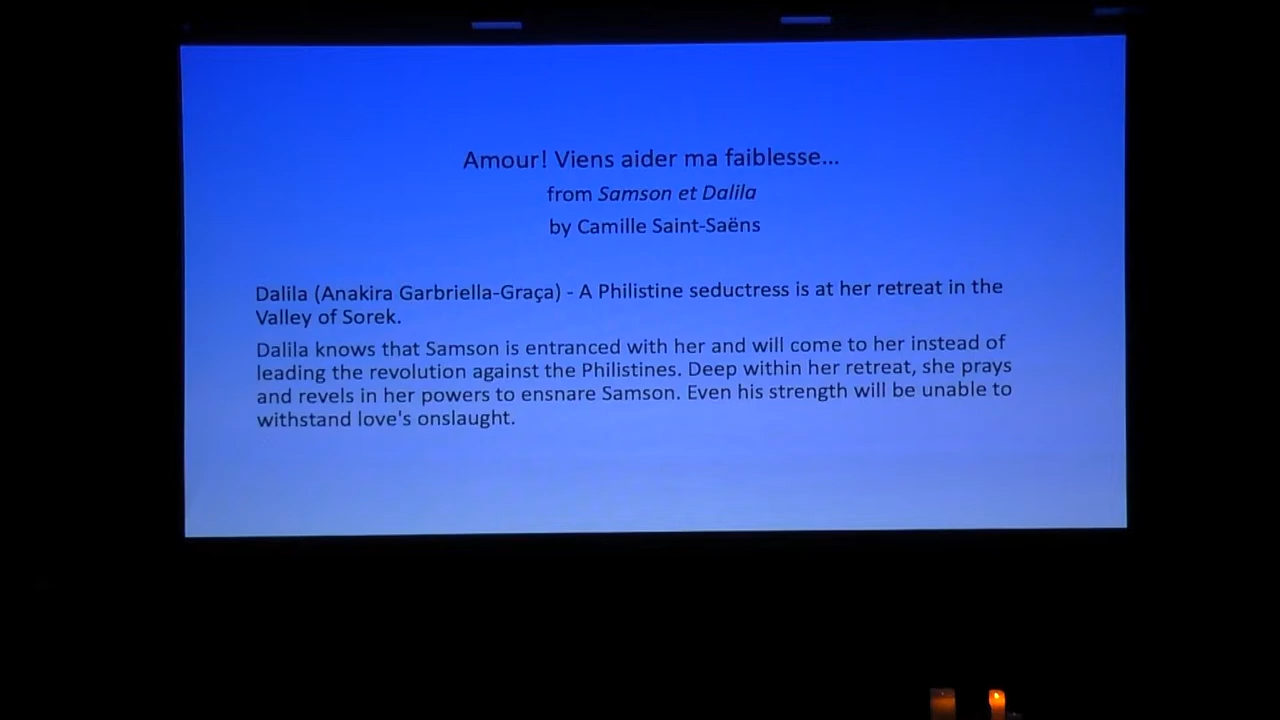 Amour! Viens aider ma faiblesse...
from Samson et Dalila
by Camille Saint-Saëns
Dalila (Anakira Garbriella-Graça) - A Philistine seductress is at her retreat in the
Valley of Sorek.
Dalila knows that Samson is entranced with her and will come to her instead of
leading the revolution against the Philistines. Deep within her retreat, she prays
and revels in her powers to ensnare Samson. Even his strength will be unable to
withstand love's onslaught.